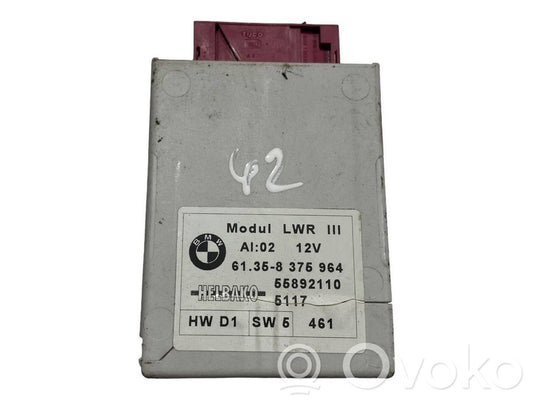 42
BMW
Modul LWR III
AI:02 12V
61.35-8 375 964
55892110
HELBAKO 5117
HW D1 SW 5 461
© Ovoko